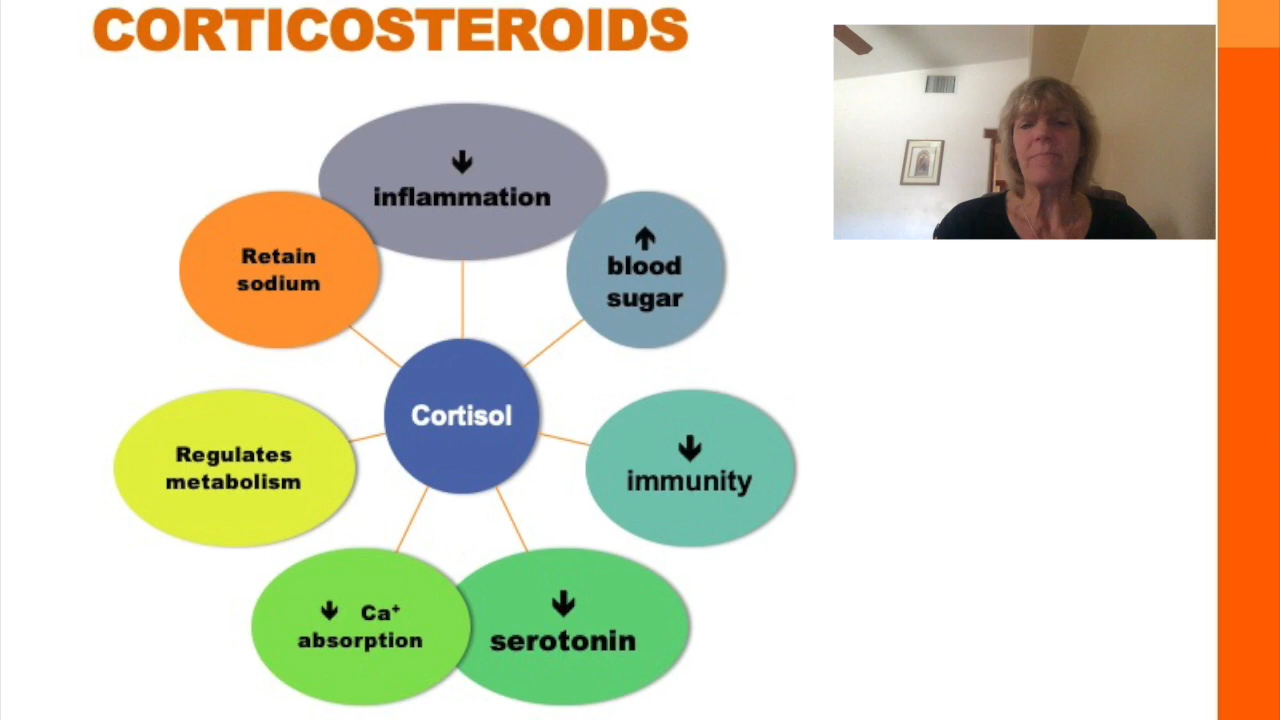 CORTICOSTEROIDS
🡻
inflammation
🡹
blood
sugar
🡻
immunity
🡻
serotonin
🡻 Ca⁺
absorption
Regulates
metabolism
Retain
sodium
Cortisol